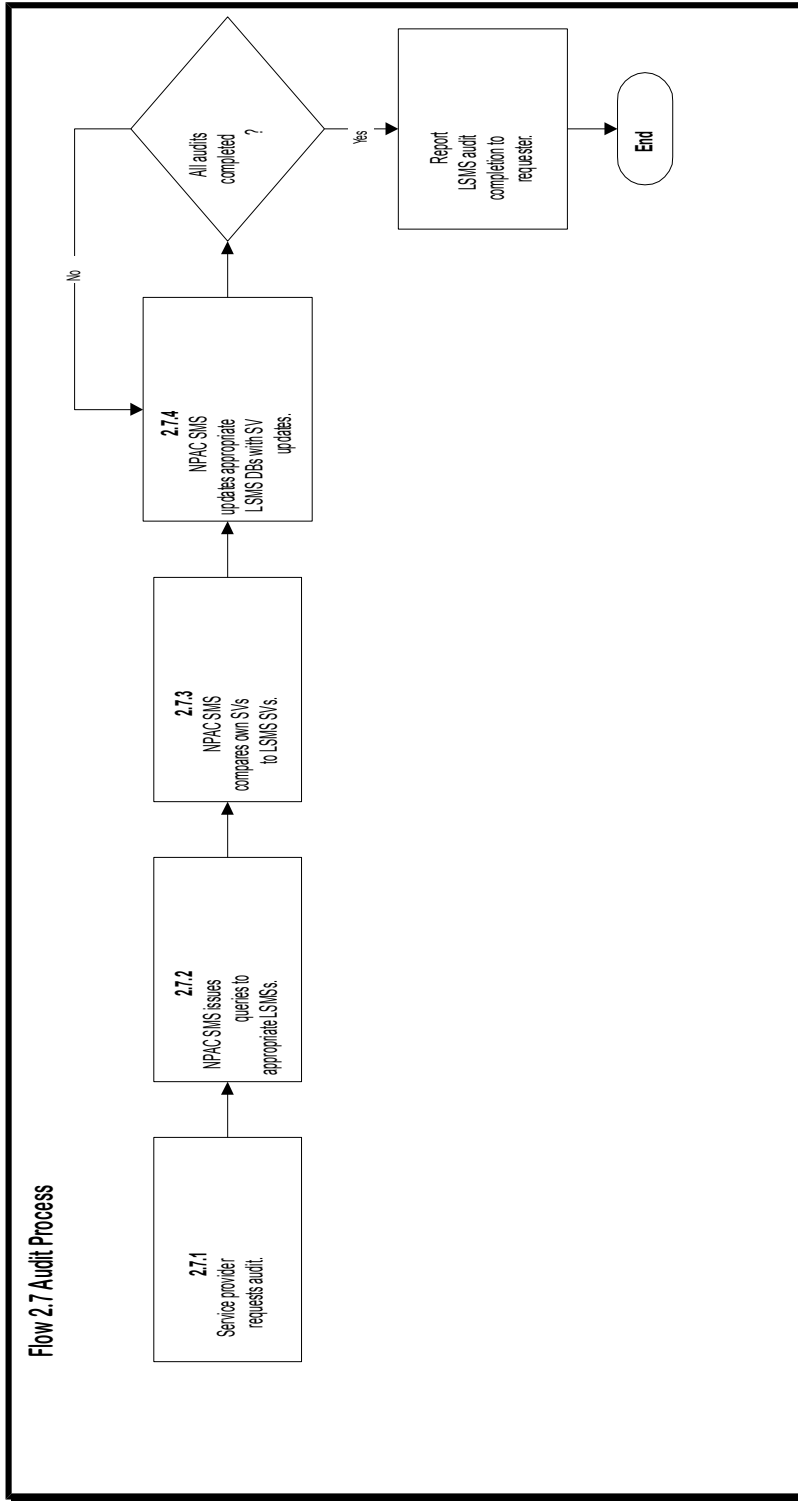 Flow 2.7 Audit Process
2.7.1
Service provider
requests audit.
2.7.2
NPAC SMS issues
queries to
appropriate LSMSs.
2.7.3
NPAC SMS
compares own SVs
to LSMS SVs.
2.7.4
NPAC SMS
updates appropriate
LSMS DBs with SV
updates.
No
All audits
completed
?
Yes
Report
LSMS audit
completion to
requester.
End